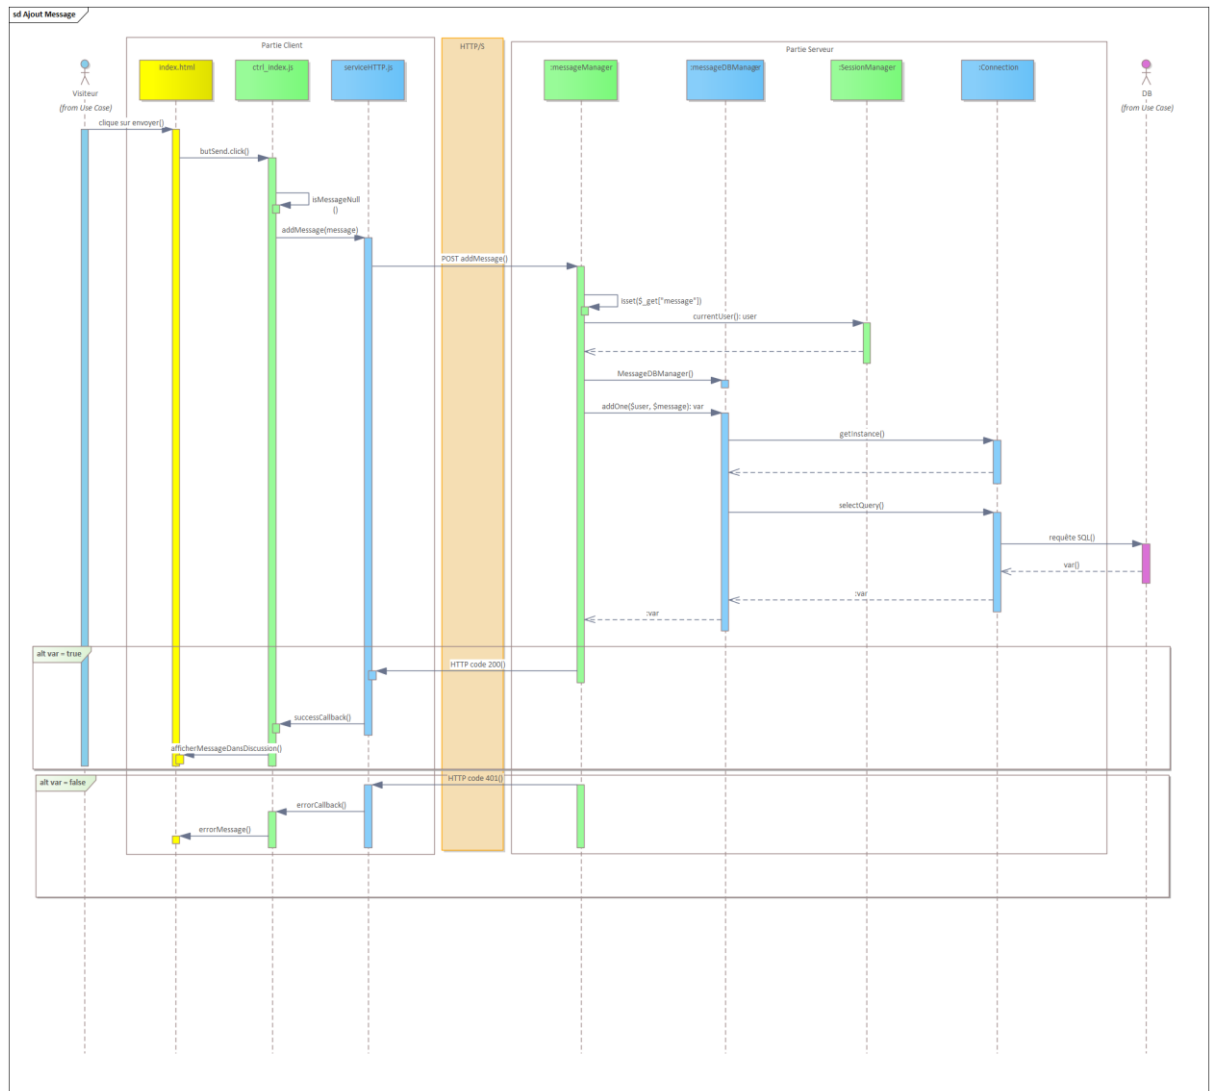 sd Ajout Message
Partie Client
HTTP/S
Partie Serveur
index.html
ctrl_index.js
serviceHTTP.js
:messageManager
:messageDBManager
:SessionManager
:Connection
Visiteur
(from Use Case)
DB
(from Use Case)
clique sur envoyer()
butSend.click()
isMessageNull
()
addMessage(message)
POST addMessage()
isset($_get["message"])
currentUser(): user
MessageDBManager()
addOne($user, $message): var
getInstance()
selectQuery()
requête SQL()
var()
:var
:var
alt var = true
HTTP code 200()
successCallback()
afficherMessageDansDiscussion()
alt var = false
HTTP code 401()
errorCallback()
errorMessage()